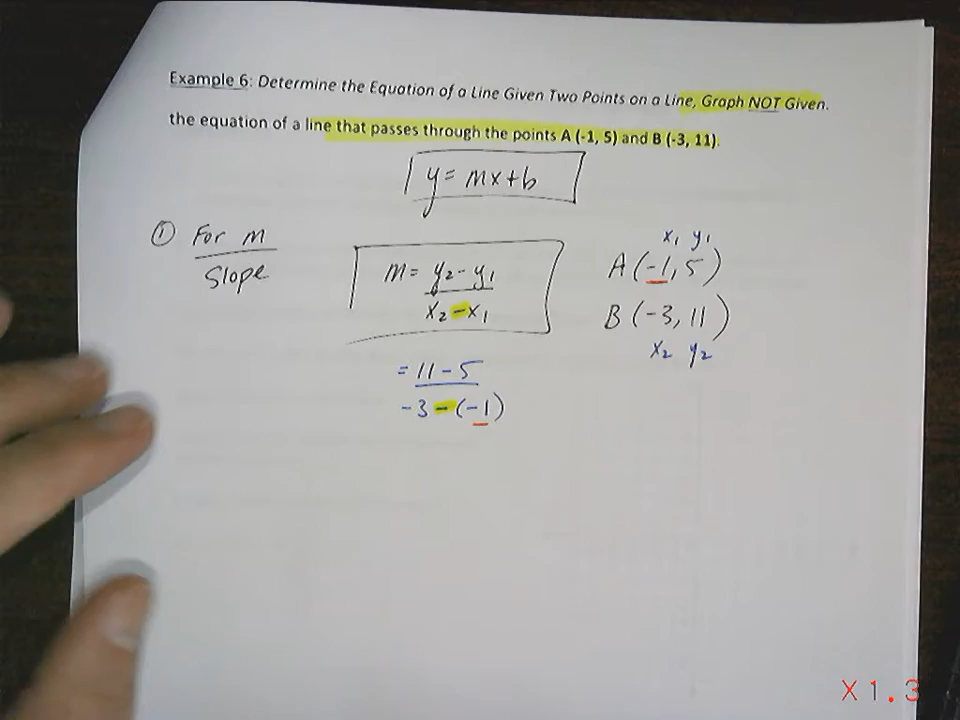 Example 6: Determine the Equation of a Line Given Two Points on a Line, Graph NOT Given.
the equation of a line that passes through the points A (-1, 5) and B (-3, 11).
y = mx+b
① For m
Slope
m = y₂ - y₁
x₂ - x₁
x₁ y₁
A (-1, 5)
B (-3, 11)
x₂ y₂
= 11 - 5
-3 - (-1)
X1.3